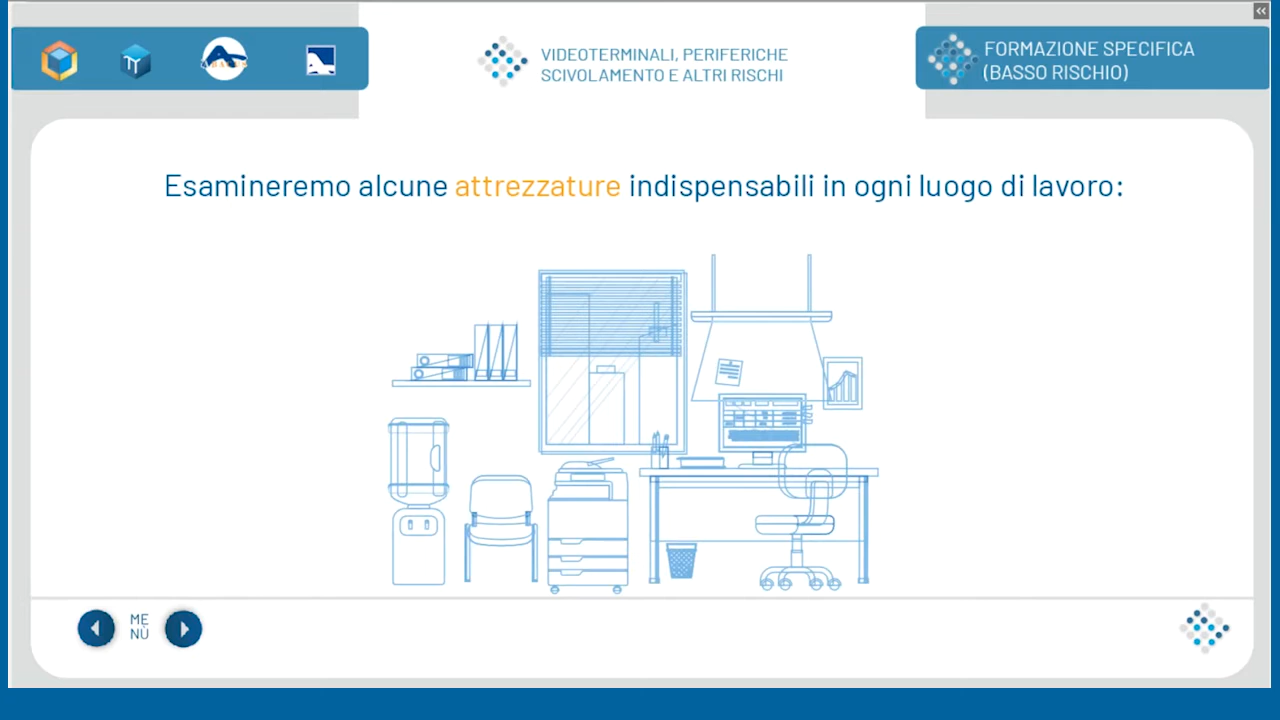 VIDEOTERMINALI, PERIFERICHE
SCIVOLAMENTO E ALTRI RISCHI
FORMAZIONE SPECIFICA
(BASSO RISCHIO)
Esamineremo alcune attrezzature indispensabili in ogni luogo di lavoro:
ME
NÙ